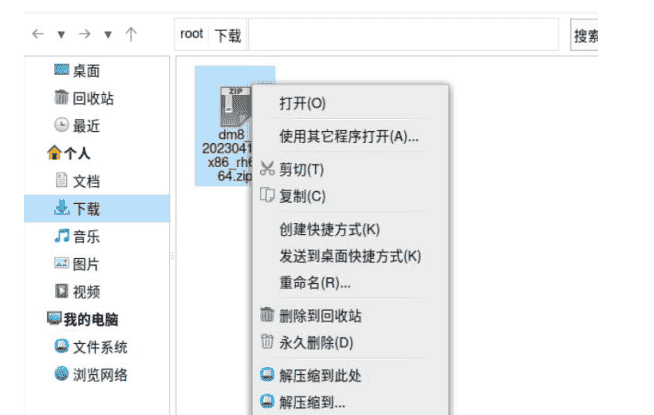 root 下载
搜索
桌面
回收站
最近
个人
文档
下载
音乐
图片
视频
我的电脑
文件系统
浏览网络
ZIP
dm8_
2023041
x86_rh6
64.zip
打开(O)
使用其它程序打开(A)...
剪切(T)
复制(C)
创建快捷方式(K)
发送到桌面快捷方式(K)
重命名(R)...
删除到回收站
永久删除(D)
解压缩到此处
解压缩到...